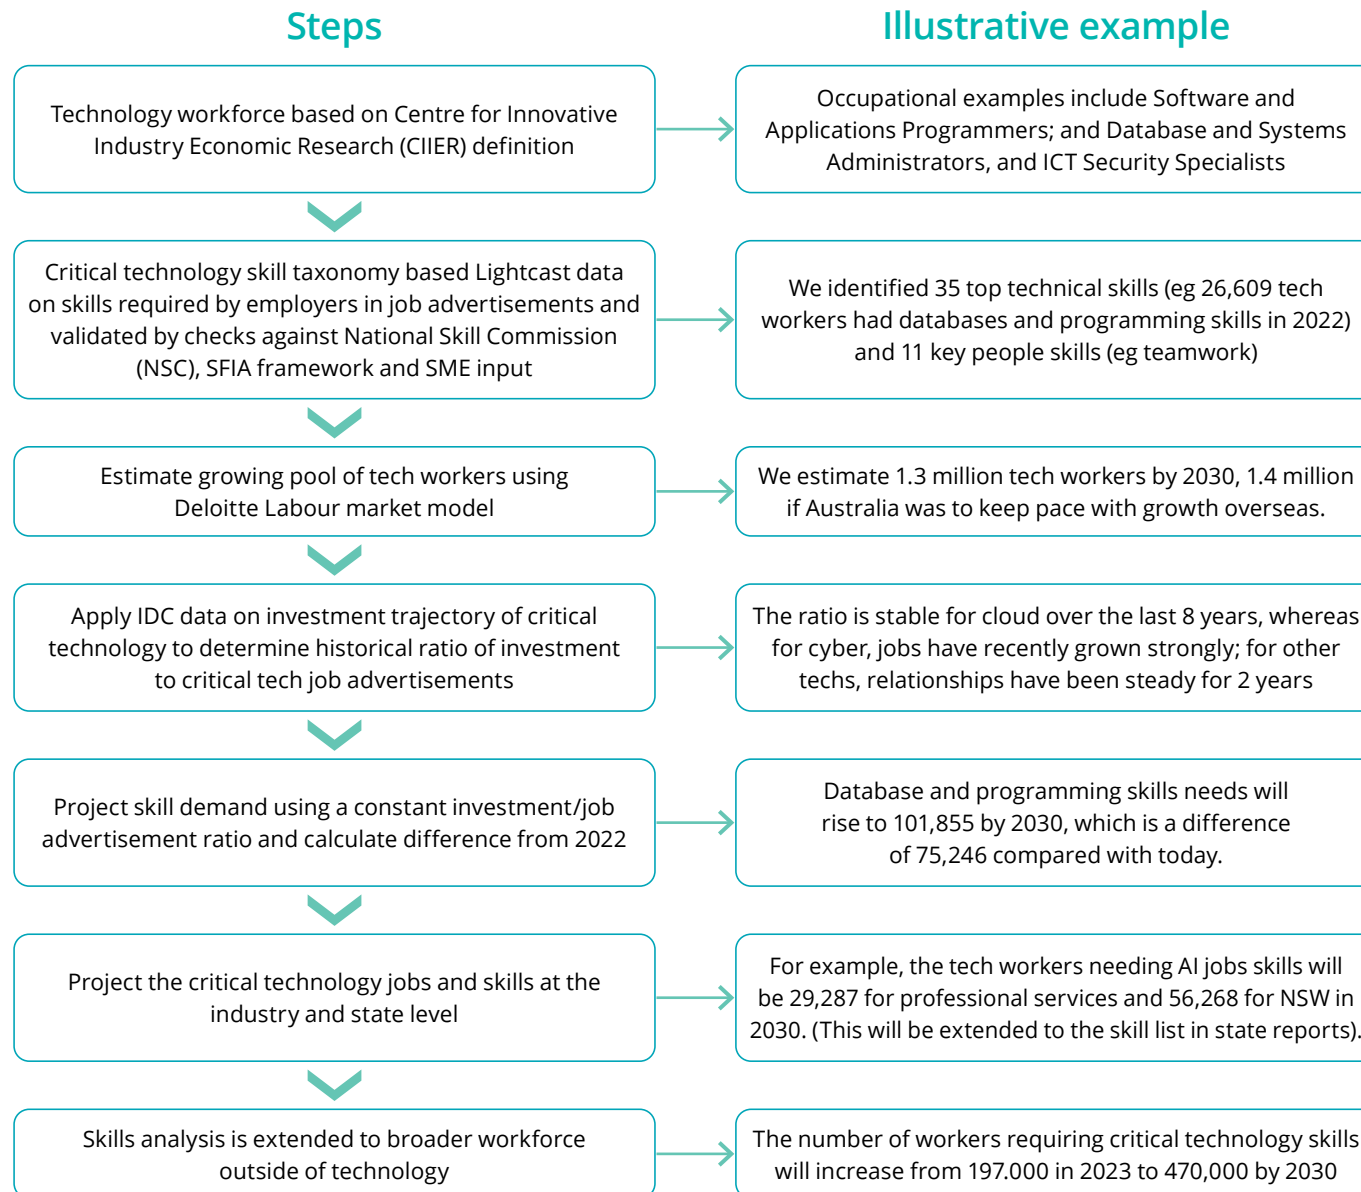 Steps
Illustrative example
Technology workforce based on Centre for Innovative
Industry Economic Research (CIIER) definition
Occupational examples include Software and
Applications Programmers; and Database and Systems
Administrators, and ICT Security Specialists
Critical technology skill taxonomy based Lightcast data
on skills required by employers in job advertisements and
validated by checks against National Skill Commission
(NSC), SFIA framework and SME input
We identified 35 top technical skills (eg 26,609 tech
workers had databases and programming skills in 2022)
and 11 key people skills (eg teamwork)
Estimate growing pool of tech workers using
Deloitte Labour market model
We estimate 1.3 million tech workers by 2030, 1.4 million
if Australia was to keep pace with growth overseas.
Apply IDC data on investment trajectory of critical
technology to determine historical ratio of investment
to critical tech job advertisements
The ratio is stable for cloud over the last 8 years, whereas
for cyber, jobs have recently grown strongly; for other
techs, relationships have been steady for 2 years
Project skill demand using a constant investment/job
advertisement ratio and calculate difference from 2022
Database and programming skills needs will
rise to 101,855 by 2030, which is a difference
of 75,246 compared with today.
Project the critical technology jobs and skills at the
industry and state level
For example, the tech workers needing AI jobs skills will
be 29,287 for professional services and 56,268 for NSW in
2030. (This will be extended to the skill list in state reports).
Skills analysis is extended to broader workforce
outside of technology
The number of workers requiring critical technology skills
will increase from 197.000 in 2023 to 470,000 by 2030